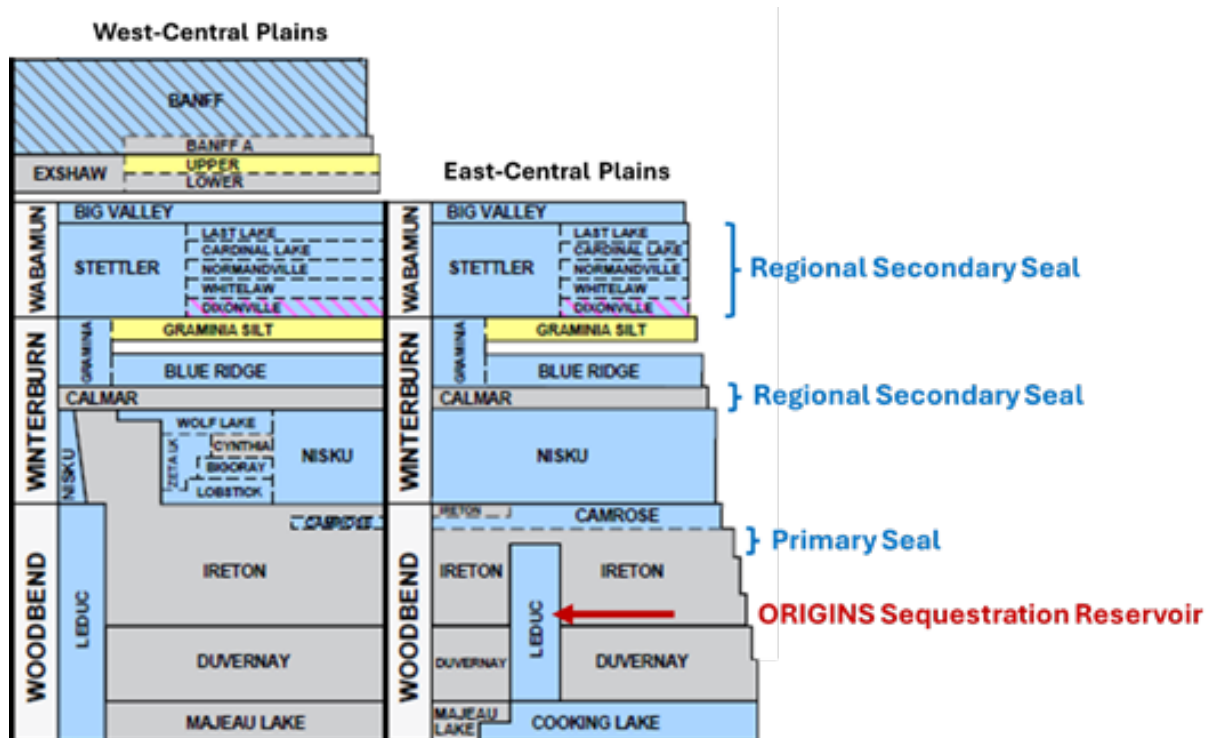 West-Central Plains
BANFF
BANFF A
EXSHAW
UPPER
LOWER
East-Central Plains
WABAMUN
BIG VALLEY
STETTLER
LAST LAKE
CARDINAL LAKE
NORMANDVILLE
WHITELAW
DIXONVILLE
WABAMUN
BIG VALLEY
STETTLER
LAST LAKE
CARDINAL LAKE
NORMANDVILLE
WHITELAW
DIXONVILLE
Regional Secondary Seal
WINTERBURN
GRAMINIA
GRAMINIA SILT
BLUE RIDGE
CALMAR
NISKU
WOLF LAKE
ZETA LK
CYNTHIA
BIGORAY
LOBSTICK
NISKU
WINTERBURN
GRAMINIA
GRAMINIA SILT
BLUE RIDGE
CALMAR
NISKU
Regional Secondary Seal
WOODBEND
LEDUC
CAMROSE
IRETON
DUVERNAY
MAJEAU LAKE
WOODBEND
IRETON
CAMROSE
IRETON
LEDUC
IRETON
DUVERNAY
DUVERNAY
MAJEAU
LAKE
COOKING LAKE
Primary Seal
ORIGINS Sequestration Reservoir